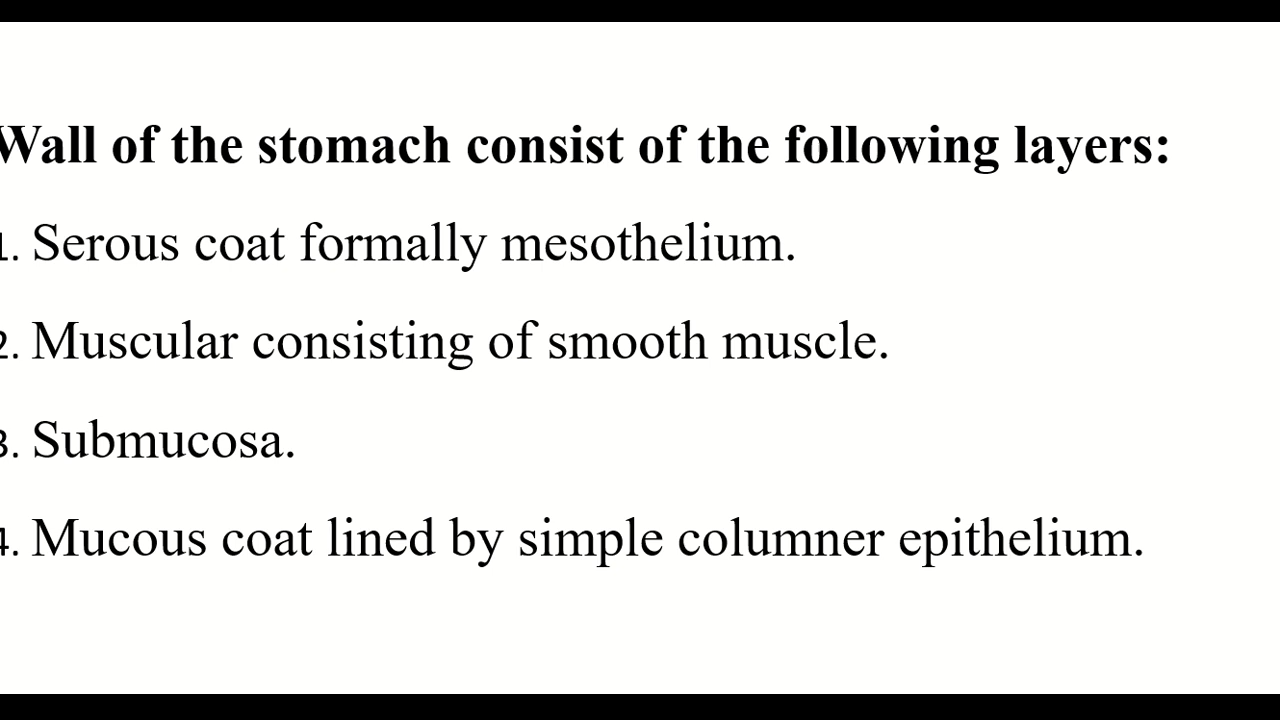 Wall of the stomach consist of the following layers:
1. Serous coat formally mesothelium.
2. Muscular consisting of smooth muscle.
3. Submucosa.
4. Mucous coat lined by simple columner epithelium.